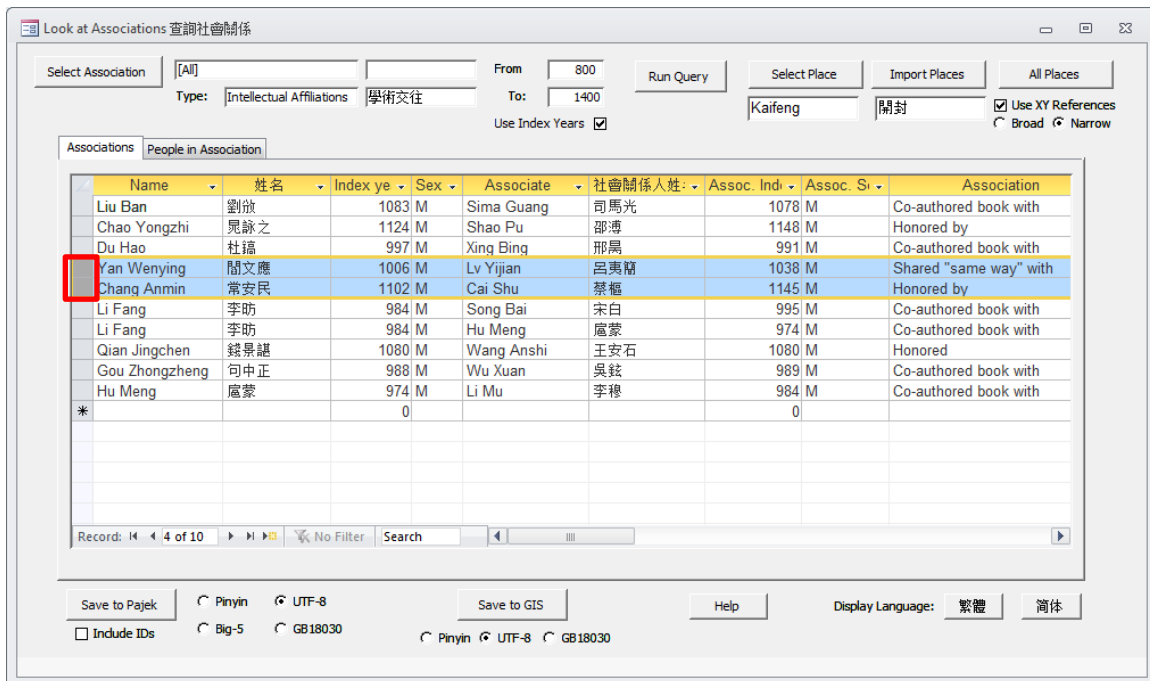 Look at Associations 查詢社會關係
Select Association [All] From 800 Run Query Select Place Import Places All Places
Type: Intellectual Affiliations 學術交往 To: 1400 Kaifeng 開封 Use XY References
Use Index Years Broad Narrow
Associations People in Association
Name 姓名 Index ye Sex Associate 社會關係人姓 Assoc. Ind Assoc. S Association
Liu Ban 劉攽 1083 M Sima Guang 司馬光 1078 M Co-authored book with
Chao Yongzhi 晁詠之 1124 M Shao Pu 邵溥 1148 M Honored by
Du Hao 杜鎬 997 M Xing Bing 邢昺 991 M Co-authored book with
Yan Wenying 閻文應 1006 M Lv Yijian 呂夷簡 1038 M Shared "same way" with
Chang Anmin 常安民 1102 M Cai Shu 蔡樞 1145 M Honored by
Li Fang 李昉 984 M Song Bai 宋白 995 M Co-authored book with
Li Fang 李昉 984 M Hu Meng 扈蒙 974 M Co-authored book with
Qian Jingchen 錢景諶 1080 M Wang Anshi 王安石 1080 M Honored
Gou Zhongzheng 句中正 988 M Wu Xuan 吳鉉 989 M Co-authored book with
Hu Meng 扈蒙 974 M Li Mu 李穆 984 M Co-authored book with
* 0 0
Record: 4 of 10 No Filter Search
Save to Pajek Pinyin UTF-8 Save to GIS Help Display Language: 繁體 简体
Include IDs Big-5 GB18030 Pinyin UTF-8 GB18030